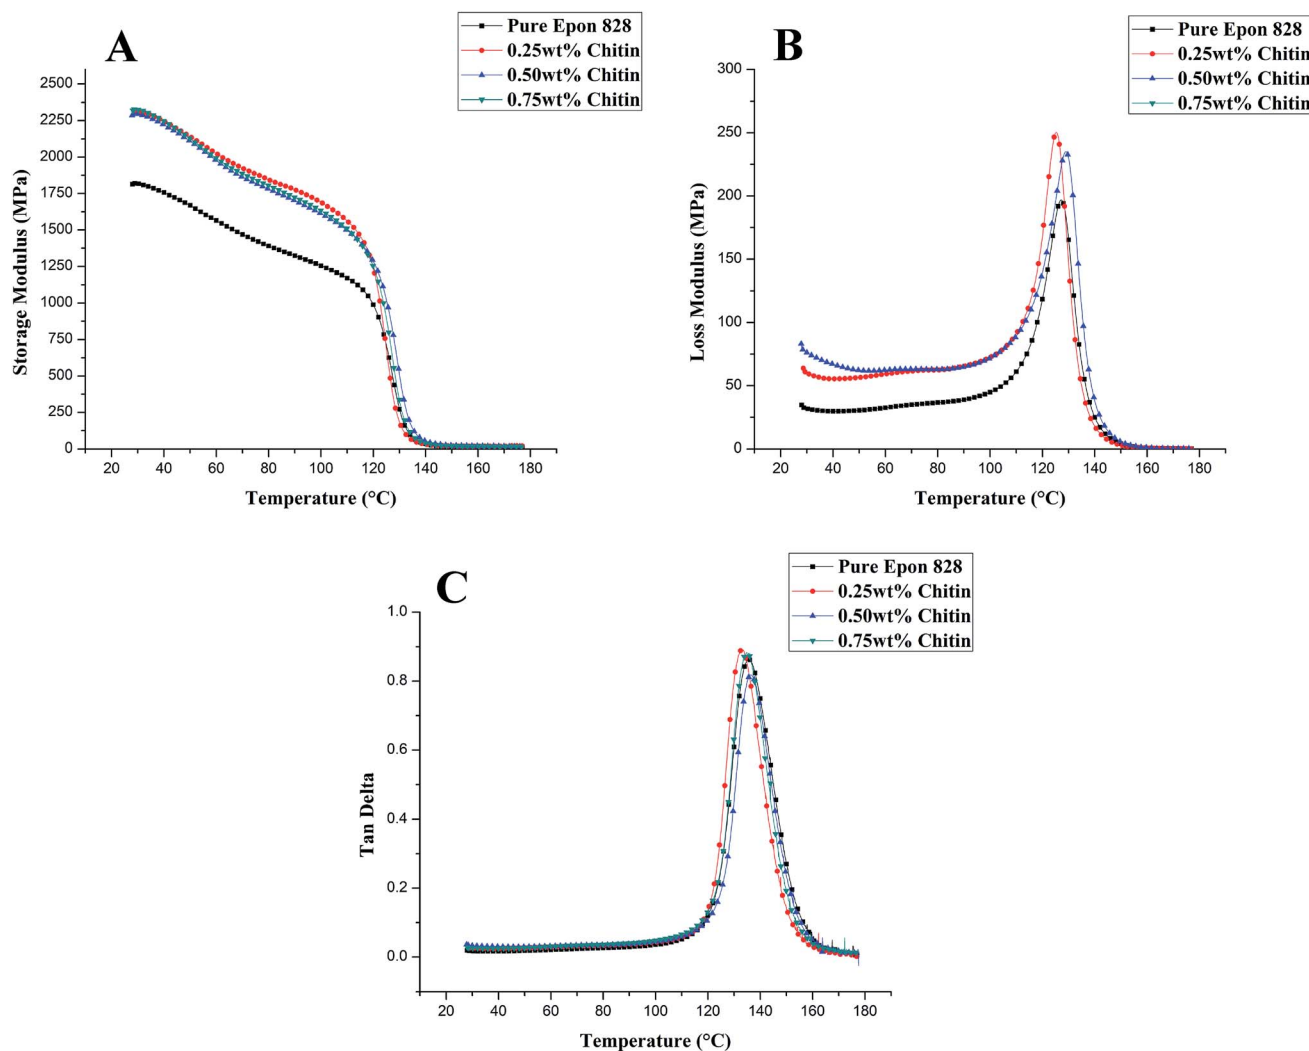 A
Pure Epon 828
0.25wt% Chitin
0.50wt% Chitin
0.75wt% Chitin
2500
2250
2000
1750
1500
1250
1000
750
500
250
0
Storage Modulus (MPa)
20 40 60 80 100 120 140 160 180
Temperature (°C)
B
Pure Epon 828
0.25wt% Chitin
0.50wt% Chitin
0.75wt% Chitin
300
250
200
150
100
50
0
Loss Modulus (MPa)
20 40 60 80 100 120 140 160 180
Temperature (°C)
C
Pure Epon 828
0.25wt% Chitin
0.50wt% Chitin
0.75wt% Chitin
1.0
0.8
0.6
0.4
0.2
0.0
Tan Delta
20 40 60 80 100 120 140 160 180
Temperature (°C)